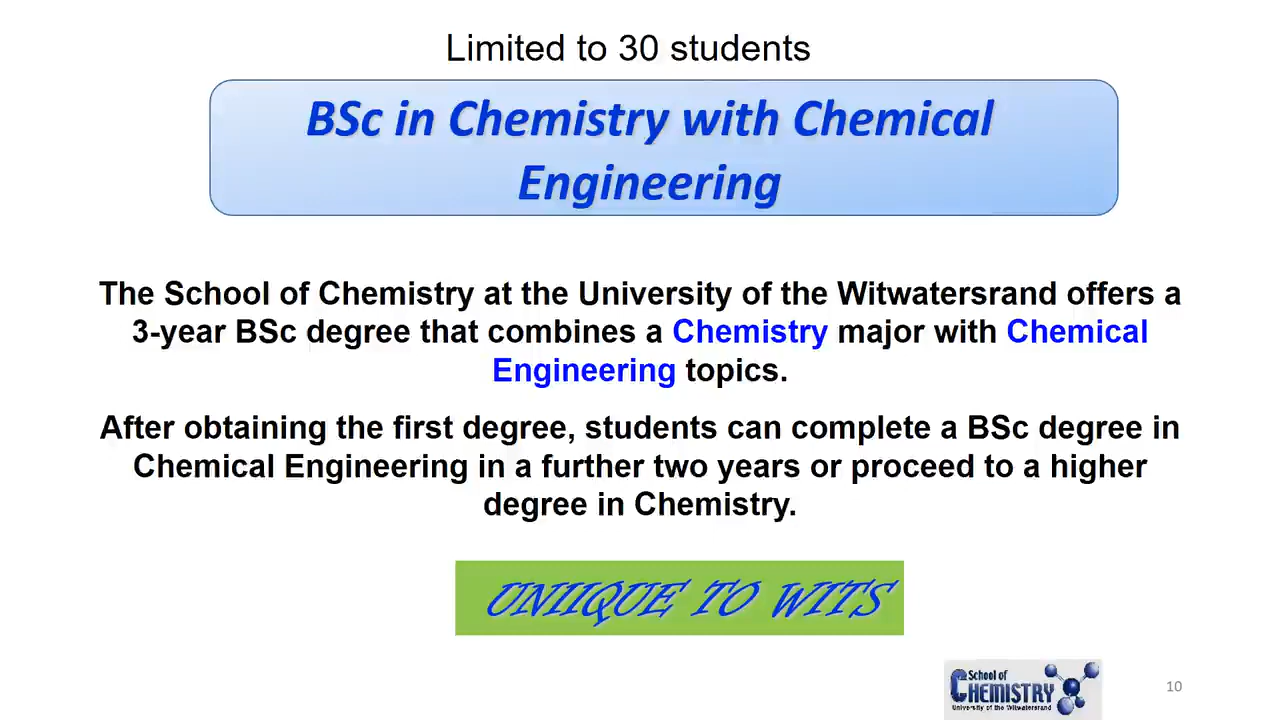 Limited to 30 students
BSc in Chemistry with Chemical
Engineering
The School of Chemistry at the University of the Witwatersrand offers a
3-year BSc degree that combines a Chemistry major with Chemical
Engineering topics.
After obtaining the first degree, students can complete a BSc degree in
Chemical Engineering in a further two years or proceed to a higher
degree in Chemistry.
UNIIQUE TO WITS
School of
CHEMISTRY
University of the Witwatersrand
10